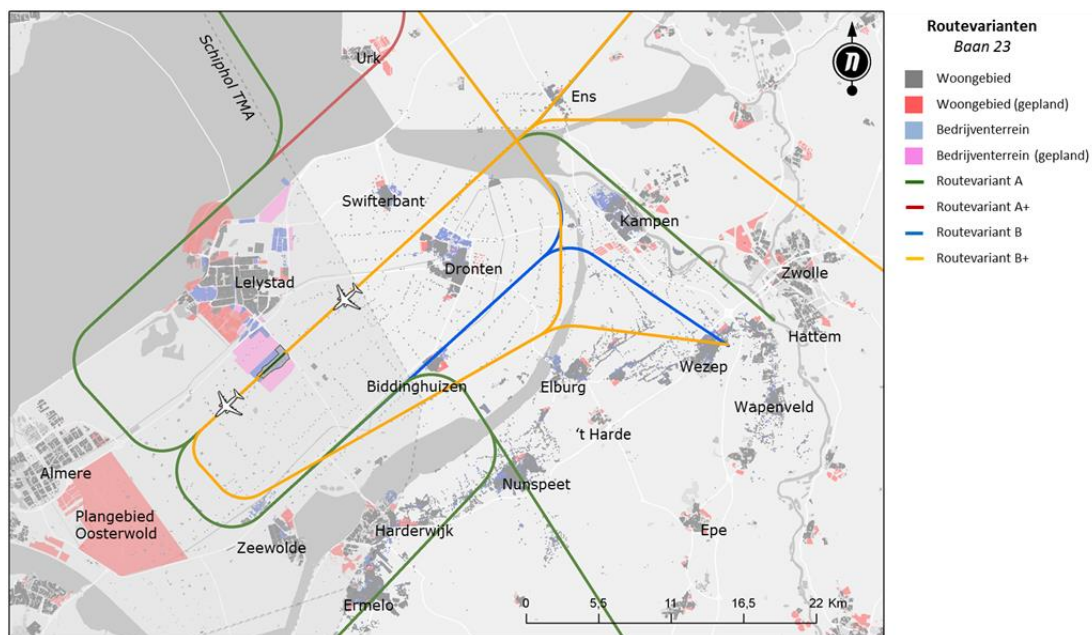 Schiphol TMA
Urk
Ens
Swifterbant
Kampen
Dronten
Lelystad
Zwolle
Hattem
Biddinghuizen
Elburg
Wezep
Wapenveld
't Harde
Almere
Nunspeet
Plangebied
Oosterwold
Zeewolde
Harderwijk
Epe
Ermelo
0 5,5 11 16,5 22 Km
Routevarianten
Baan 23
Woongebied
Woongebied (gepland)
Bedrijventerrein
Bedrijventerrein (gepland)
Routevariant A
Routevariant A+
Routevariant B
Routevariant B+